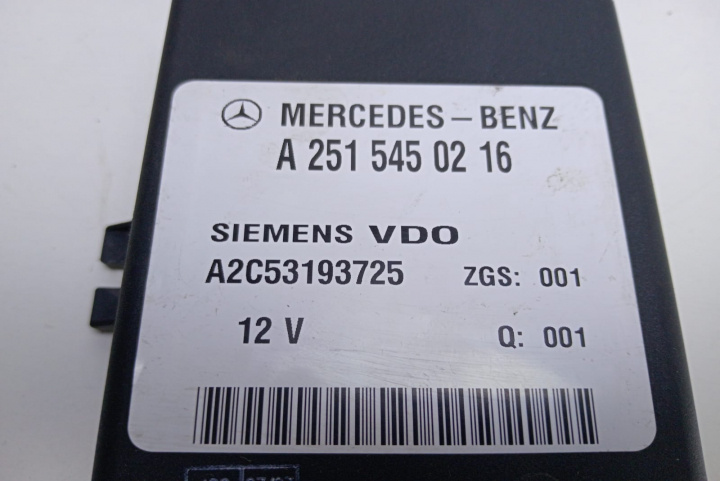 MERCEDES-BENZ
A 251 545 02 16
SIEMENS VDO
A2C53193725 ZGS: 001
12 V Q: 001